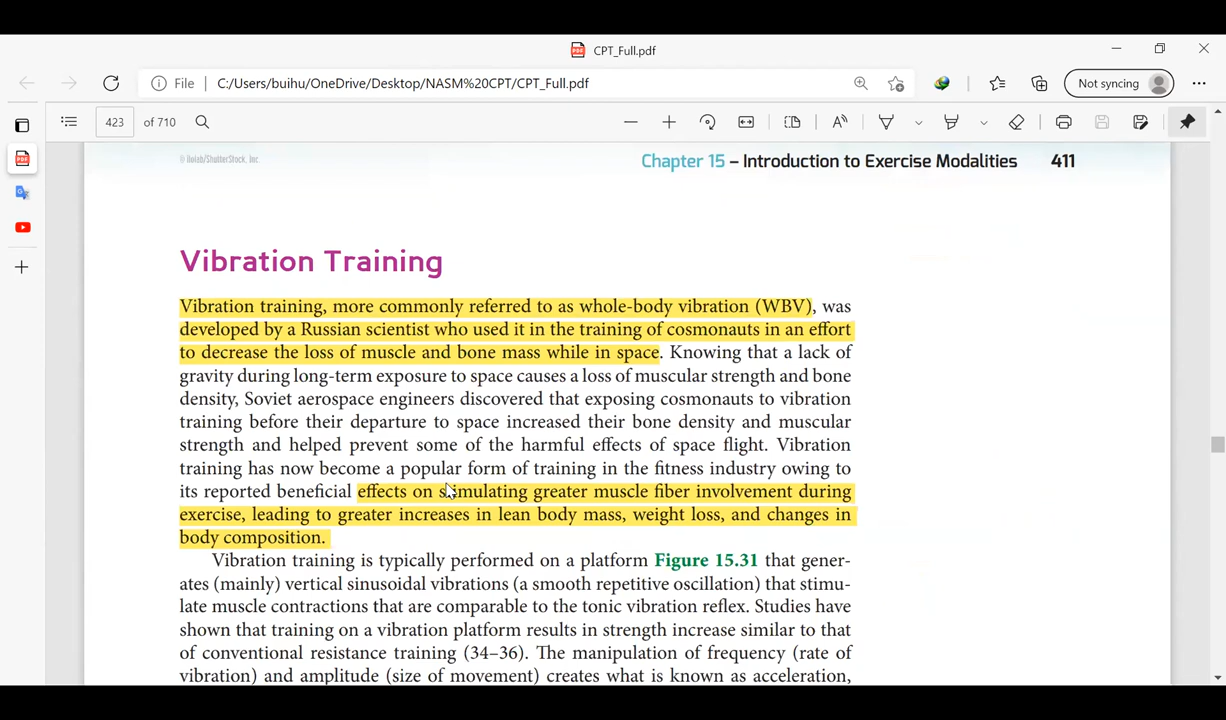 CPT_Full.pdf
File
C:/Users/buihu/OneDrive/Desktop/NASM%20CPT/CPT_Full.pdf
Not syncing
423 of 710
© Ilolab/ShutterStock, Inc.
Chapter 15 – Introduction to Exercise Modalities 411
Vibration Training
Vibration training, more commonly referred to as whole-body vibration (WBV), was
developed by a Russian scientist who used it in the training of cosmonauts in an effort
to decrease the loss of muscle and bone mass while in space. Knowing that a lack of
gravity during long-term exposure to space causes a loss of muscular strength and bone
density, Soviet aerospace engineers discovered that exposing cosmonauts to vibration
training before their departure to space increased their bone density and muscular
strength and helped prevent some of the harmful effects of space flight. Vibration
training has now become a popular form of training in the fitness industry owing to
its reported beneficial effects on stimulating greater muscle fiber involvement during
exercise, leading to greater increases in lean body mass, weight loss, and changes in
body composition.
Vibration training is typically performed on a platform Figure 15.31 that gener-
ates (mainly) vertical sinusoidal vibrations (a smooth repetitive oscillation) that stimu-
late muscle contractions that are comparable to the tonic vibration reflex. Studies have
shown that training on a vibration platform results in strength increase similar to that
of conventional resistance training (34–36). The manipulation of frequency (rate of
vibration) and amplitude (size of movement) creates what is known as acceleration,